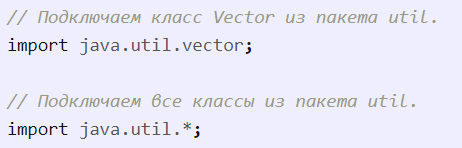 // Подключаем класс Vector из пакета util.
import java.util.vector;
// Подключаем все классы из пакета util.
import java.util.*;